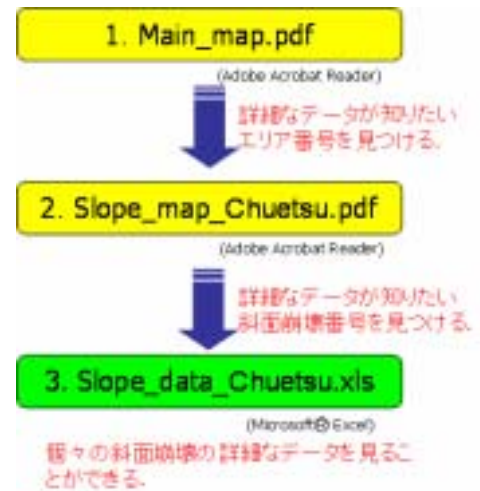 1. Main_map.pdf
(Adobe Acrobat Reader)
詳細なデータが知りたい
エリア番号を見つける。
2. Slope_map_Chuetsu.pdf
(Adobe Acrobat Reader)
詳細なデータが知りたい
斜面崩壊番号を見つける。
3. Slope_data_Chuetsu.xls
(Microsoft® Excel)
個々の斜面崩壊の詳細なデータを見るこ
とができる。